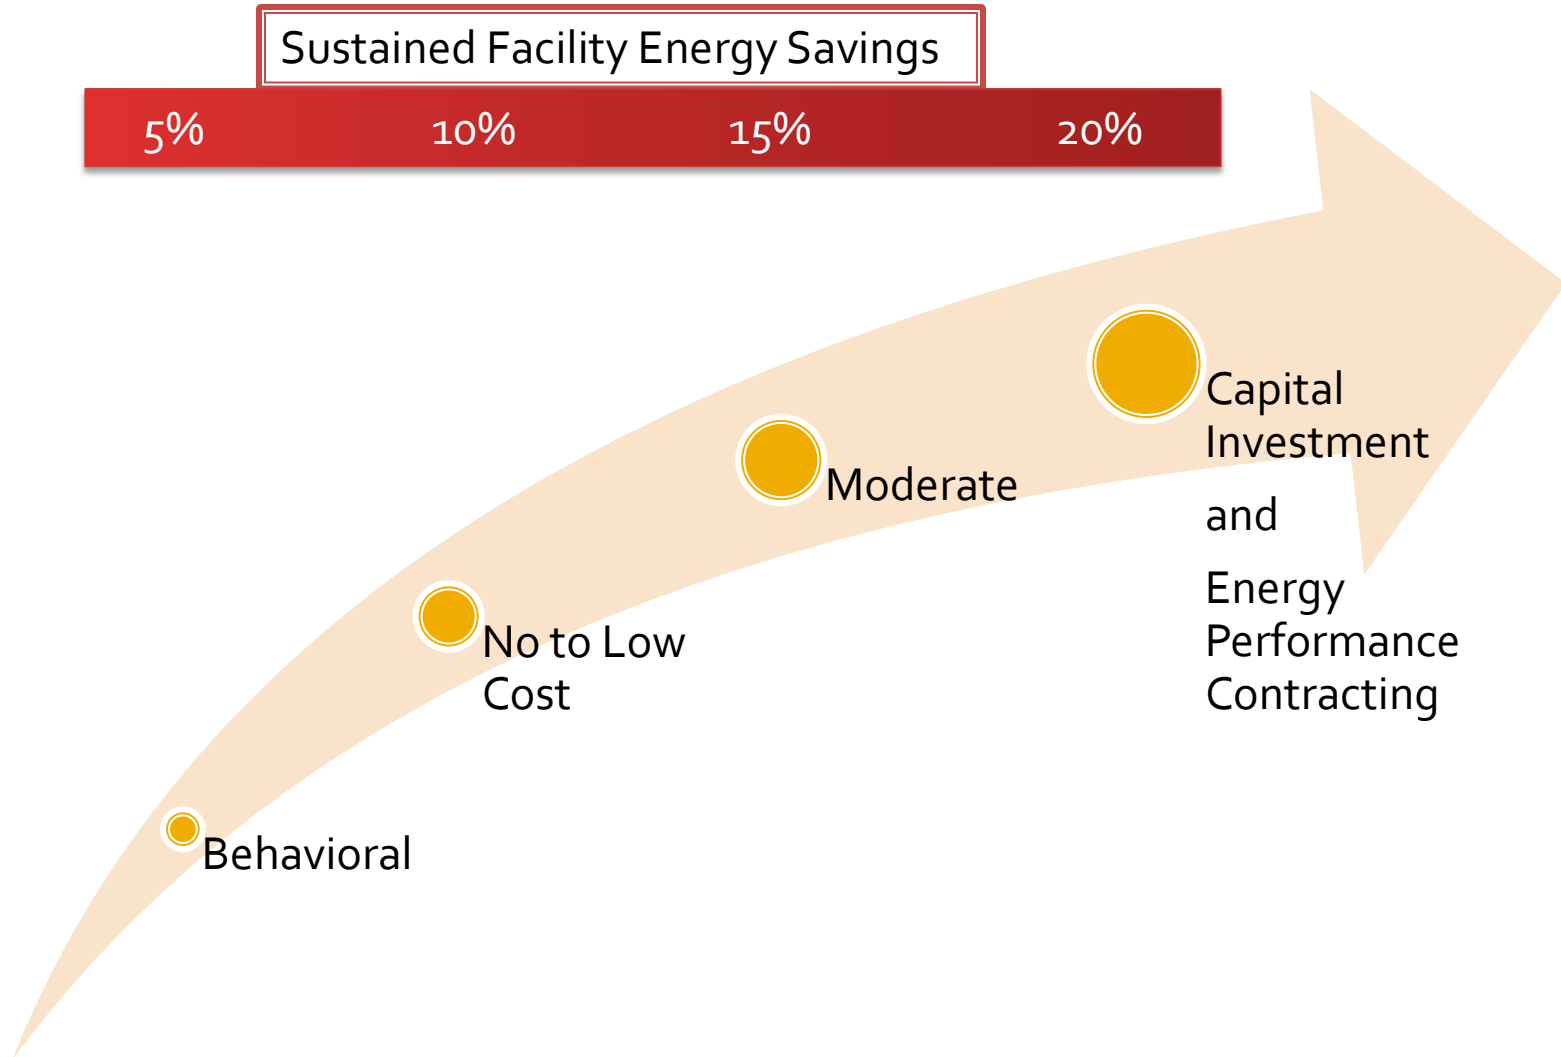 Sustained Facility Energy Savings
5% 10% 15% 20%
Capital
Investment
and
Energy
Performance
Contracting
Moderate
No to Low
Cost
Behavioral